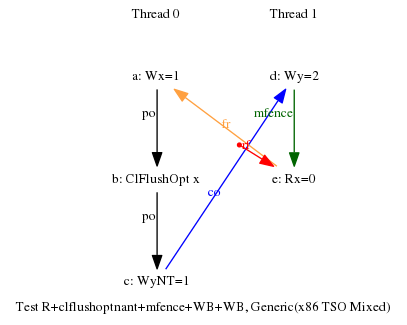 Thread 0 Thread 1
a: Wx=1 d: Wy=2
po mfence
fr
rf
b: ClFlushOpt x e: Rx=0
co
po
c: WyNT=1
Test R+clflushoptnant+mfence+WB+WB, Generic(x86 TSO Mixed)